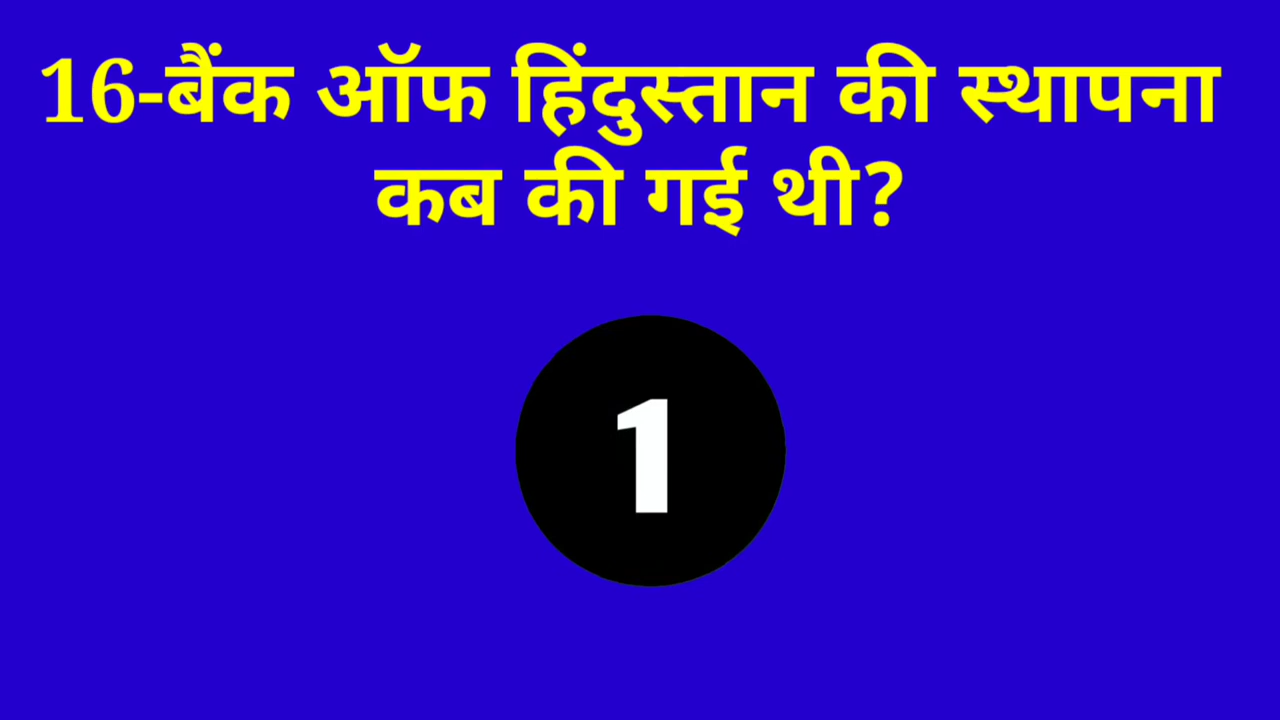 16-बैंक ऑफ हिंदुस्तान की स्थापना
कब की गई थी?
1